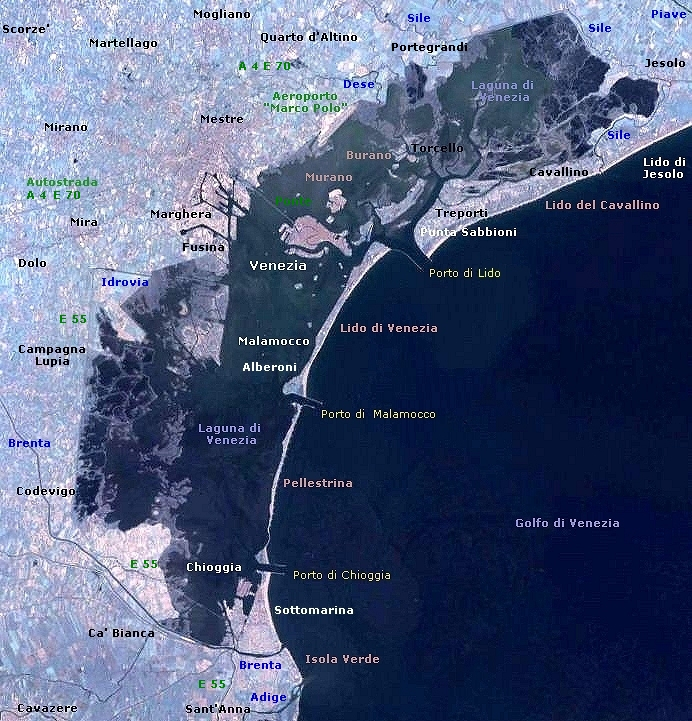 Mogliano
Sile
Piave
Scorze'
Martellago
Quarto d'Altino
Portegrandi
Sile
Jesolo
A 4 E 70
Dese
Aeroporto
"Marco Polo"
Laguna di
Venezia
Mirano
Mestre
Burano
Torcello
Sile
Lido di
Jesolo
Autostrada
A 4 E 70
Murano
Cavallino
Mira
Marghera
Ponte
Treporti
Lido del Cavallino
Fusina
Punta Sabbioni
Dolo
Venezia
Porto di Lido
Idrovia
E 55
Lido di Venezia
Campagna
Lupia
Malamocco
Alberoni
Porto di Malamocco
Brenta
Laguna di
Venezia
Codevigo
Pellestrina
Golfo di Venezia
E 55
Chioggia
Porto di Chioggia
Sottomarina
Ca' Bianca
Brenta
Isola Verde
E 55
Adige
Cavazere
Sant'Anna